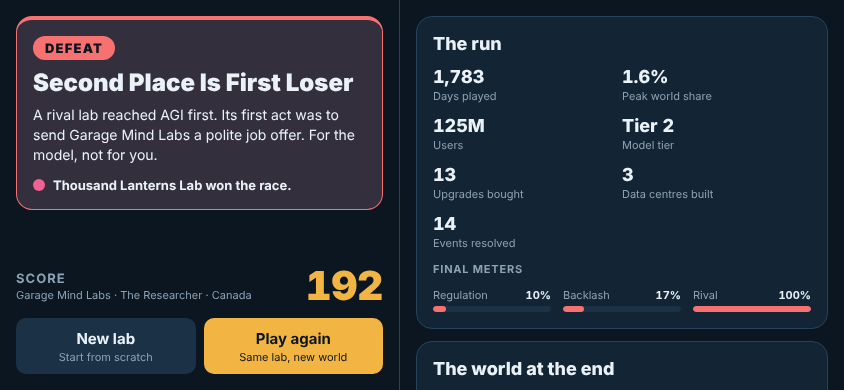 DEFEAT
Second Place Is First Loser
A rival lab reached AGI first. Its first act was to
send Garage Mind Labs a polite job offer. For the
model, not for you.
Thousand Lanterns Lab won the race.
SCORE
Garage Mind Labs · The Researcher · Canada
192
New lab
Start from scratch
Play again
Same lab, new world
The run
1,783
Days played
1.6%
Peak world share
125M
Users
Tier 2
Model tier
13
Upgrades bought
3
Data centres built
14
Events resolved
FINAL METERS
Regulation 10%
Backlash 17%
Rival 100%
The world at the end